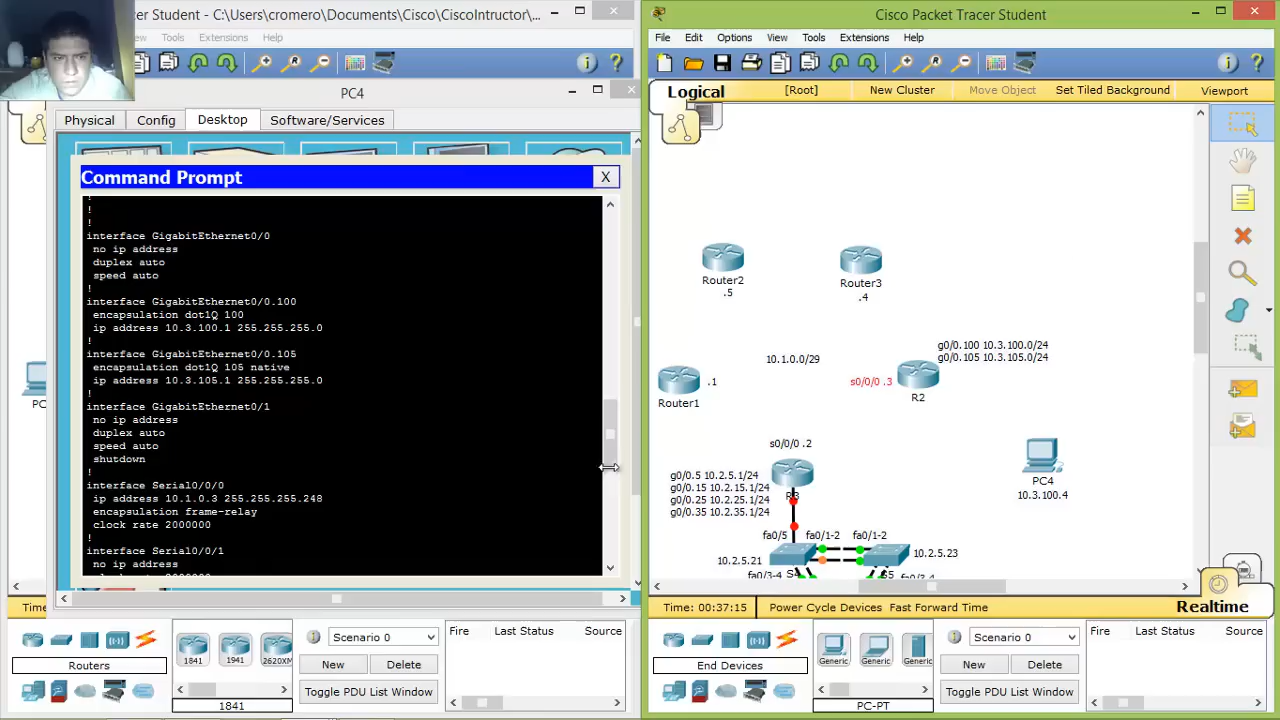 Tracer Student - C:\Users\cromero\Documents\Cisco\CiscoIntructor\...
Tools Extensions Help
PC4
Physical Config Desktop Software/Services
Command Prompt X
!
!
!
interface GigabitEthernet0/0
no ip address
duplex auto
speed auto
!
interface GigabitEthernet0/0.100
encapsulation dot1Q 100
ip address 10.3.100.1 255.255.255.0
!
interface GigabitEthernet0/0.105
encapsulation dot1Q 105 native
ip address 10.3.105.1 255.255.255.0
!
interface GigabitEthernet0/1
no ip address
duplex auto
speed auto
shutdown
!
interface Serial0/0/0
ip address 10.1.0.3 255.255.255.248
encapsulation frame-relay
clock rate 2000000
!
interface Serial0/0/1
no ip address
PC
Time:
Routers
1841 1941 2620XM
1841
Scenario 0
New Delete
Toggle PDU List Window
Fire Last Status Source
Cisco Packet Tracer Student
File Edit Options View Tools Extensions Help
Logical [Root] New Cluster Move Object Set Tiled Background Viewport
Router2
.5
Router3
.4
g0/0.100 10.3.100.0/24
g0/0.105 10.3.105.0/24
10.1.0.0/29
Router1 .1
s0/0/0 .3
R2
s0/0/0 .2
g0/0.5 10.2.5.1/24
g0/0.15 10.2.15.1/24
g0/0.25 10.2.25.1/24
g0/0.35 10.2.35.1/24
R3
PC4
10.3.100.4
fa0/5 fa0/1-2 fa0/1-2
10.2.5.21
10.2.5.23
fa0/3-4
Time: 00:37:15 Power Cycle Devices Fast Forward Time Realtime
End Devices
Generic Generic Generic
PC-PT
Scenario 0
New Delete
Toggle PDU List Window
Fire Last Status Source